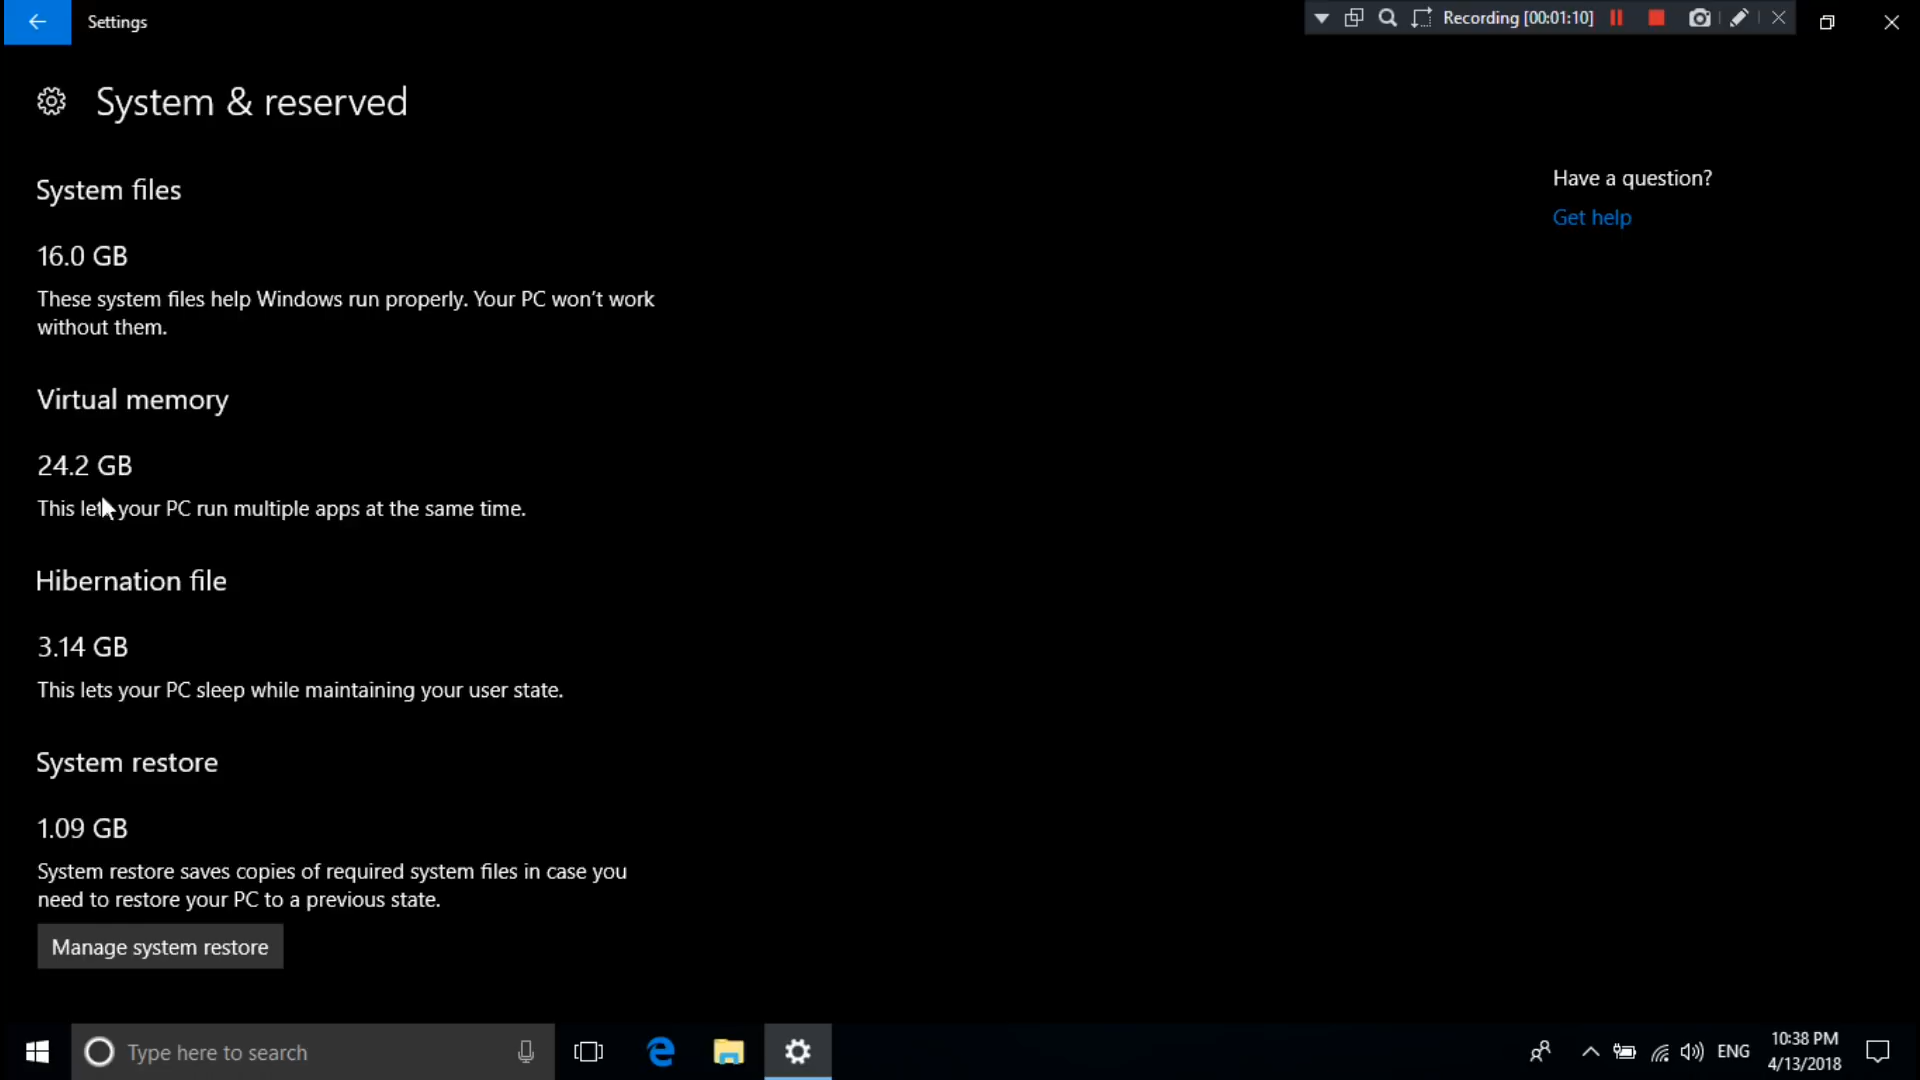 Settings
Recording [00:01:10]
System & reserved
System files
16.0 GB
These system files help Windows run properly. Your PC won't work
without them.
Virtual memory
24.2 GB
This lets your PC run multiple apps at the same time.
Hibernation file
3.14 GB
This lets your PC sleep while maintaining your user state.
System restore
1.09 GB
System restore saves copies of required system files in case you
need to restore your PC to a previous state.
Manage system restore
Have a question?
Get help
Type here to search
ENG
10:38 PM
4/13/2018